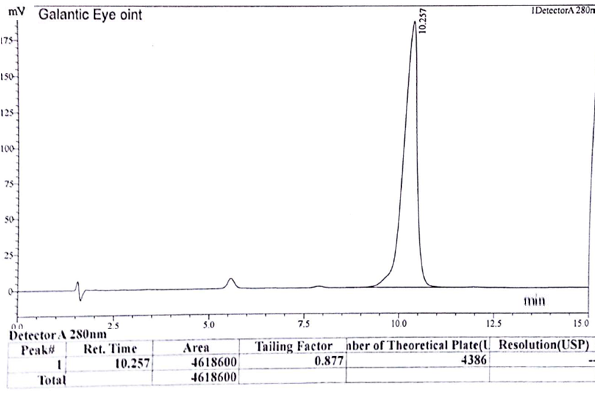 mV Galantic Eye oint 1DetectorA 280n
10.257
175
150
125
100
75
50
25
0
min
0.0 2.5 5.0 7.5 10.0 12.5 15.0
Detector A 280nm
Peak# Ret. Time Area Tailing Factor nber of Theoretical Plate(U Resolution(USP)
1 10.257 4618600 0.877 4386 --
Total 4618600